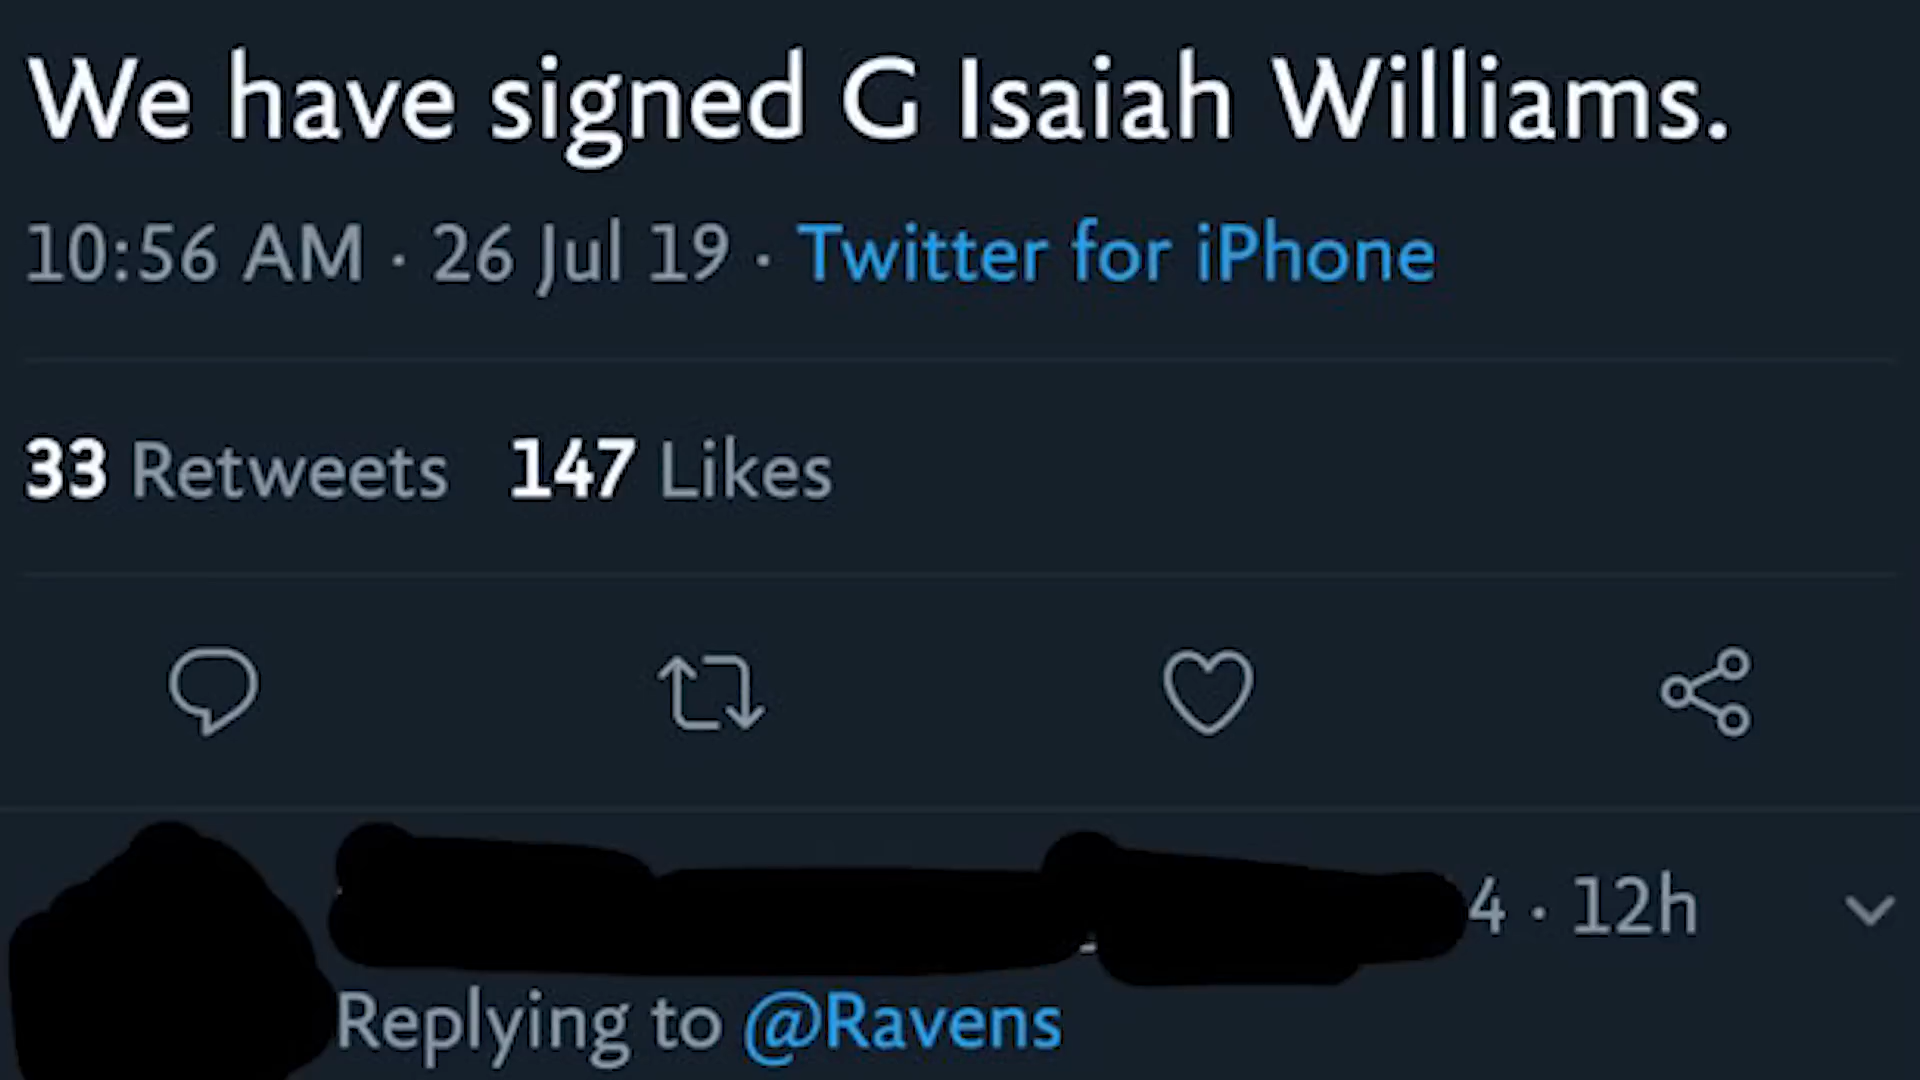 We have signed G Isaiah Williams.
10:56 AM · 26 Jul 19 · Twitter for iPhone
33 Retweets 147 Likes
4 · 12h
Replying to @Ravens